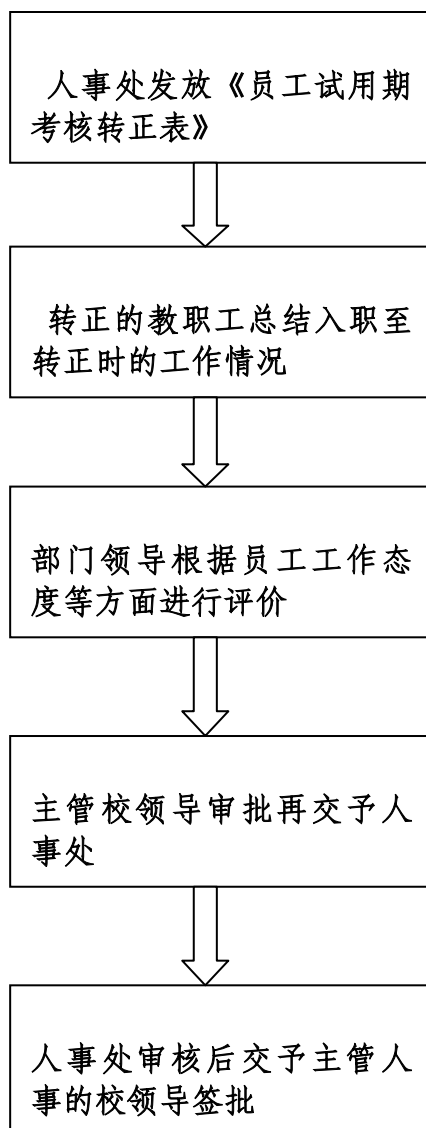 人事处发放《员工试用期
考核转正表》
转正的教职工总结入职至
转正时的工作情况
部门领导根据员工工作态
度等方面进行评价
主管校领导审批再交予人
事处
人事处审核后交予主管人
事的校领导签批